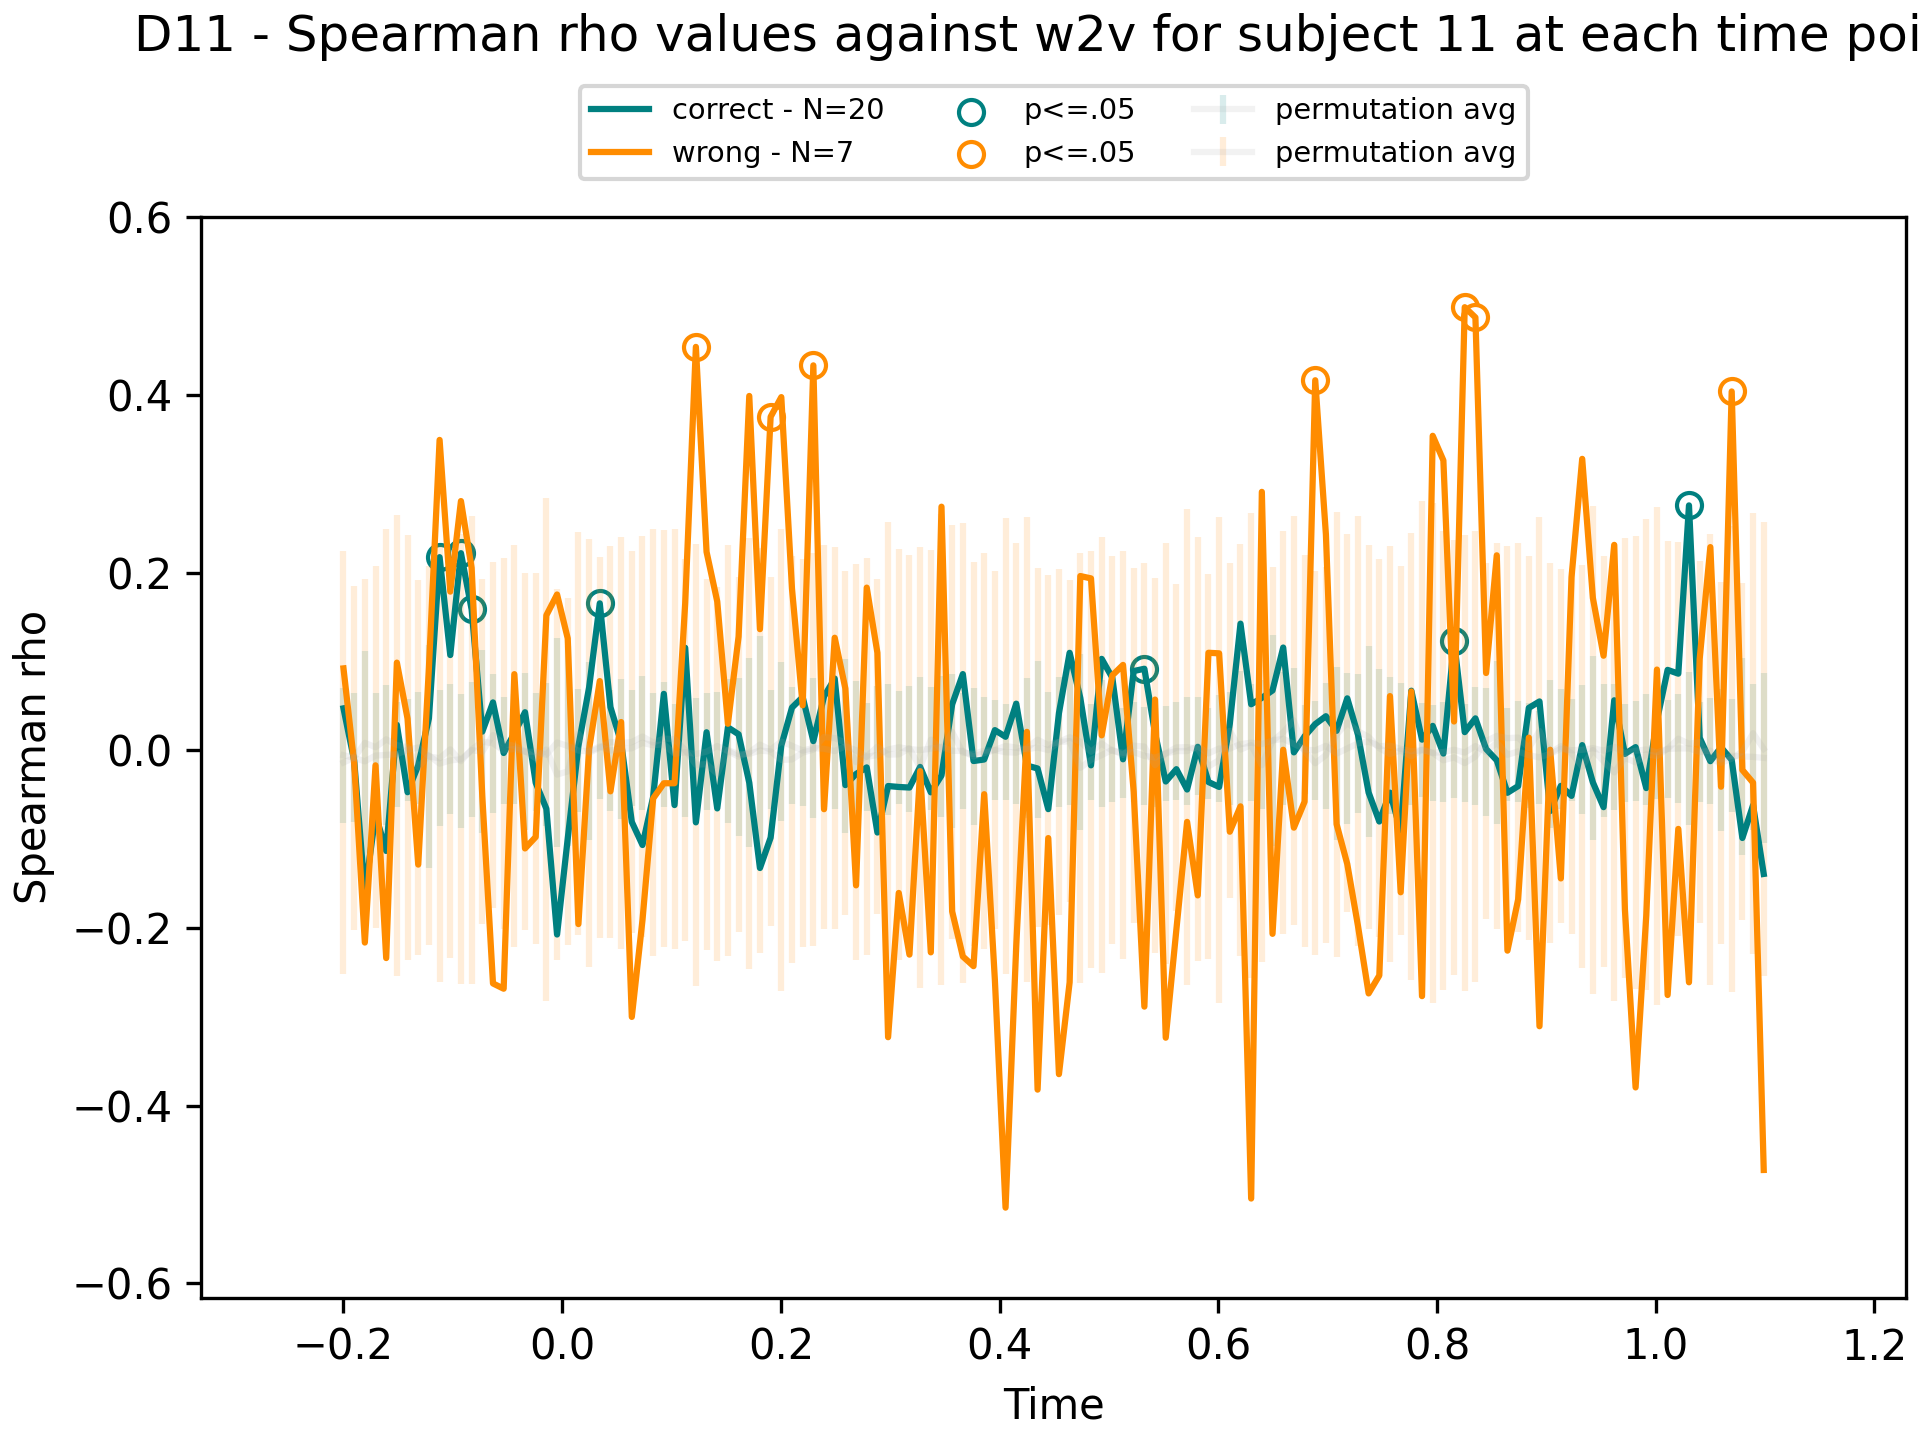 D11 - Spearman rho values against w2v for subject 11 at each time poi
correct - N=20
wrong - N=7
p<=.05
p<=.05
permutation avg
permutation avg
Spearman rho
0.6
0.4
0.2
0.0
−0.2
−0.4
−0.6
−0.2 0.0 0.2 0.4 0.6 0.8 1.0 1.2
Time